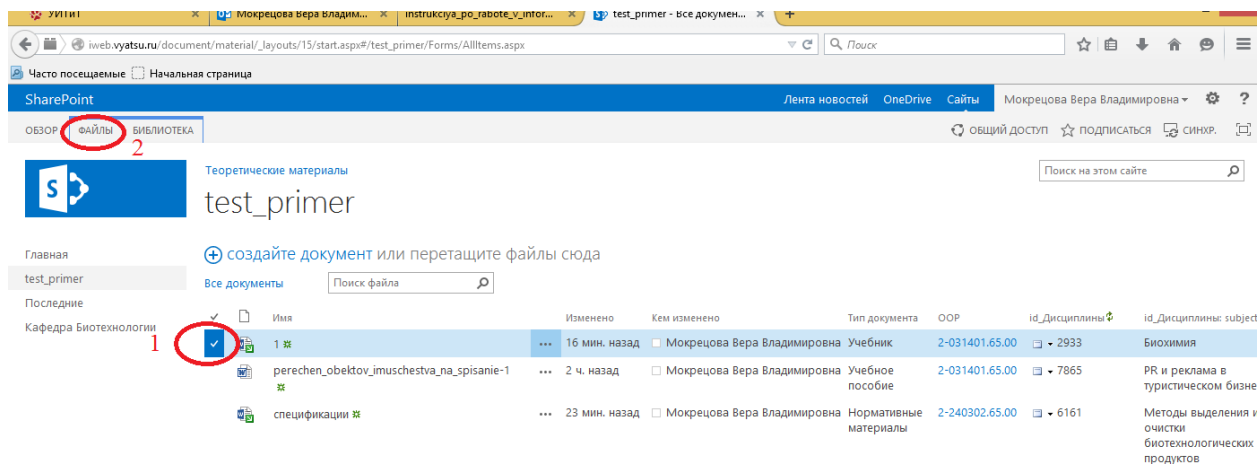 УИТиТ × Мокрецова Вера Владим... × instrukciya_po_rabote_v_infor... × test_primer - Все докумен... × +
iweb.vyatsu.ru/document/material/_layouts/15/start.aspx#/test_primer/Forms/AllItems.aspx Поиск
Часто посещаемые Начальная страница
SharePoint Лента новостей OneDrive Сайты Мокрецова Вера Владимировна ?
ОБЗОР ФАЙЛЫ БИБЛИОТЕКА ОБЩИЙ ДОСТУП ПОДПИСАТЬСЯ СИНХР.
2
S
Теоретические материалы Поиск на этом сайте
test_primer
Главная
test_primer
Последние
Кафедра Биотехнологии
1
создайте документ или перетащите файлы сюда
Все документы Поиск файла
Имя Изменено Кем изменено Тип документа ООР id_Дисциплины id_Дисциплины: subject
1 ... 16 мин. назад Мокрецова Вера Владимировна Учебник 2-031401.65.00 2933 Биохимия
perechen_obektov_imuschestva_na_spisanie-1 ... 2 ч. назад Мокрецова Вера Владимировна Учебное 2-031401.65.00 7865 PR и реклама в
пособие туристическом бизне
спецификации ... 23 мин. назад Мокрецова Вера Владимировна Нормативные 2-240302.65.00 6161 Методы выделения и
материалы очистки
биотехнологических
продуктов